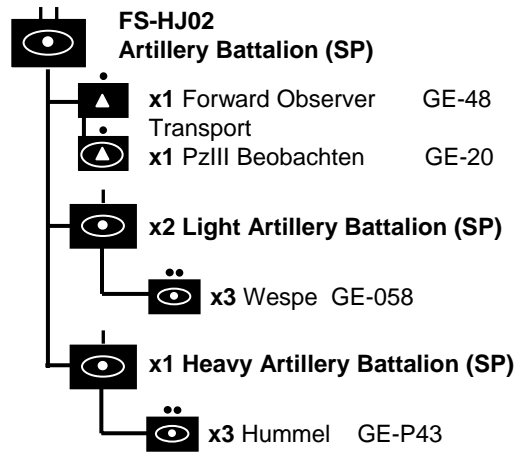 FS-HJ02
Artillery Battalion (SP)
x1 Forward Observer GE-48
Transport
x1 PzIII Beobachten GE-20
x2 Light Artillery Battalion (SP)
x3 Wespe GE-058
x1 Heavy Artillery Battalion (SP)
x3 Hummel GE-P43